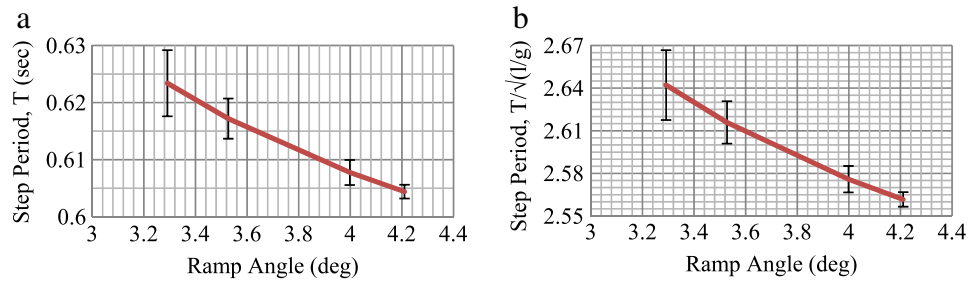 a
Step Period, T (sec)
0.63
0.62
0.61
0.6
3 3.2 3.4 3.6 3.8 4 4.2 4.4
Ramp Angle (deg)
b
Step Period, T/√(l/g)
2.67
2.64
2.61
2.58
2.55
3 3.2 3.4 3.6 3.8 4 4.2 4.4
Ramp Angle (deg)